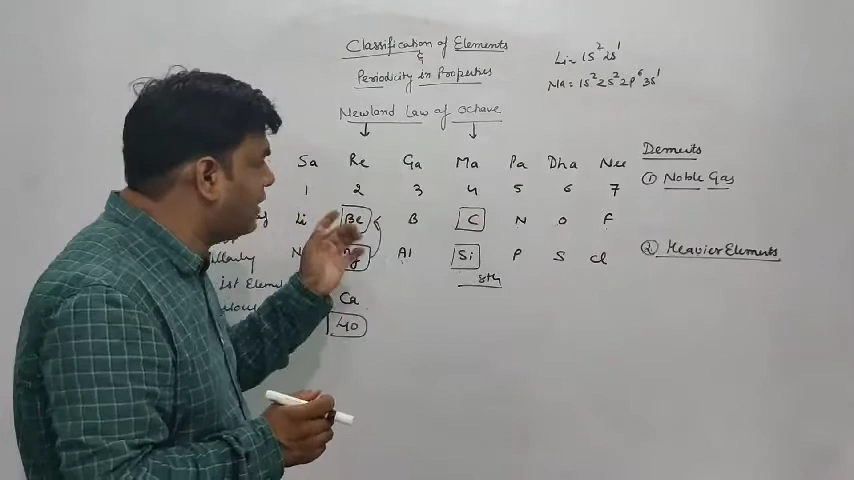 Classification of Elements
&
Periodicity in Properties
Li = 1s² 2s¹
Na = 1s² 2s² 2p⁶ 3s¹
Newland Law of Octave
Sa Re Ga Ma Pa Dha Nee
1 2 3 4 5 6 7
Li Be B C N O F
Al Si P S Cl
8th
Ist
Ca
40
Demerits
① Noble Gas
② Heavier Elements